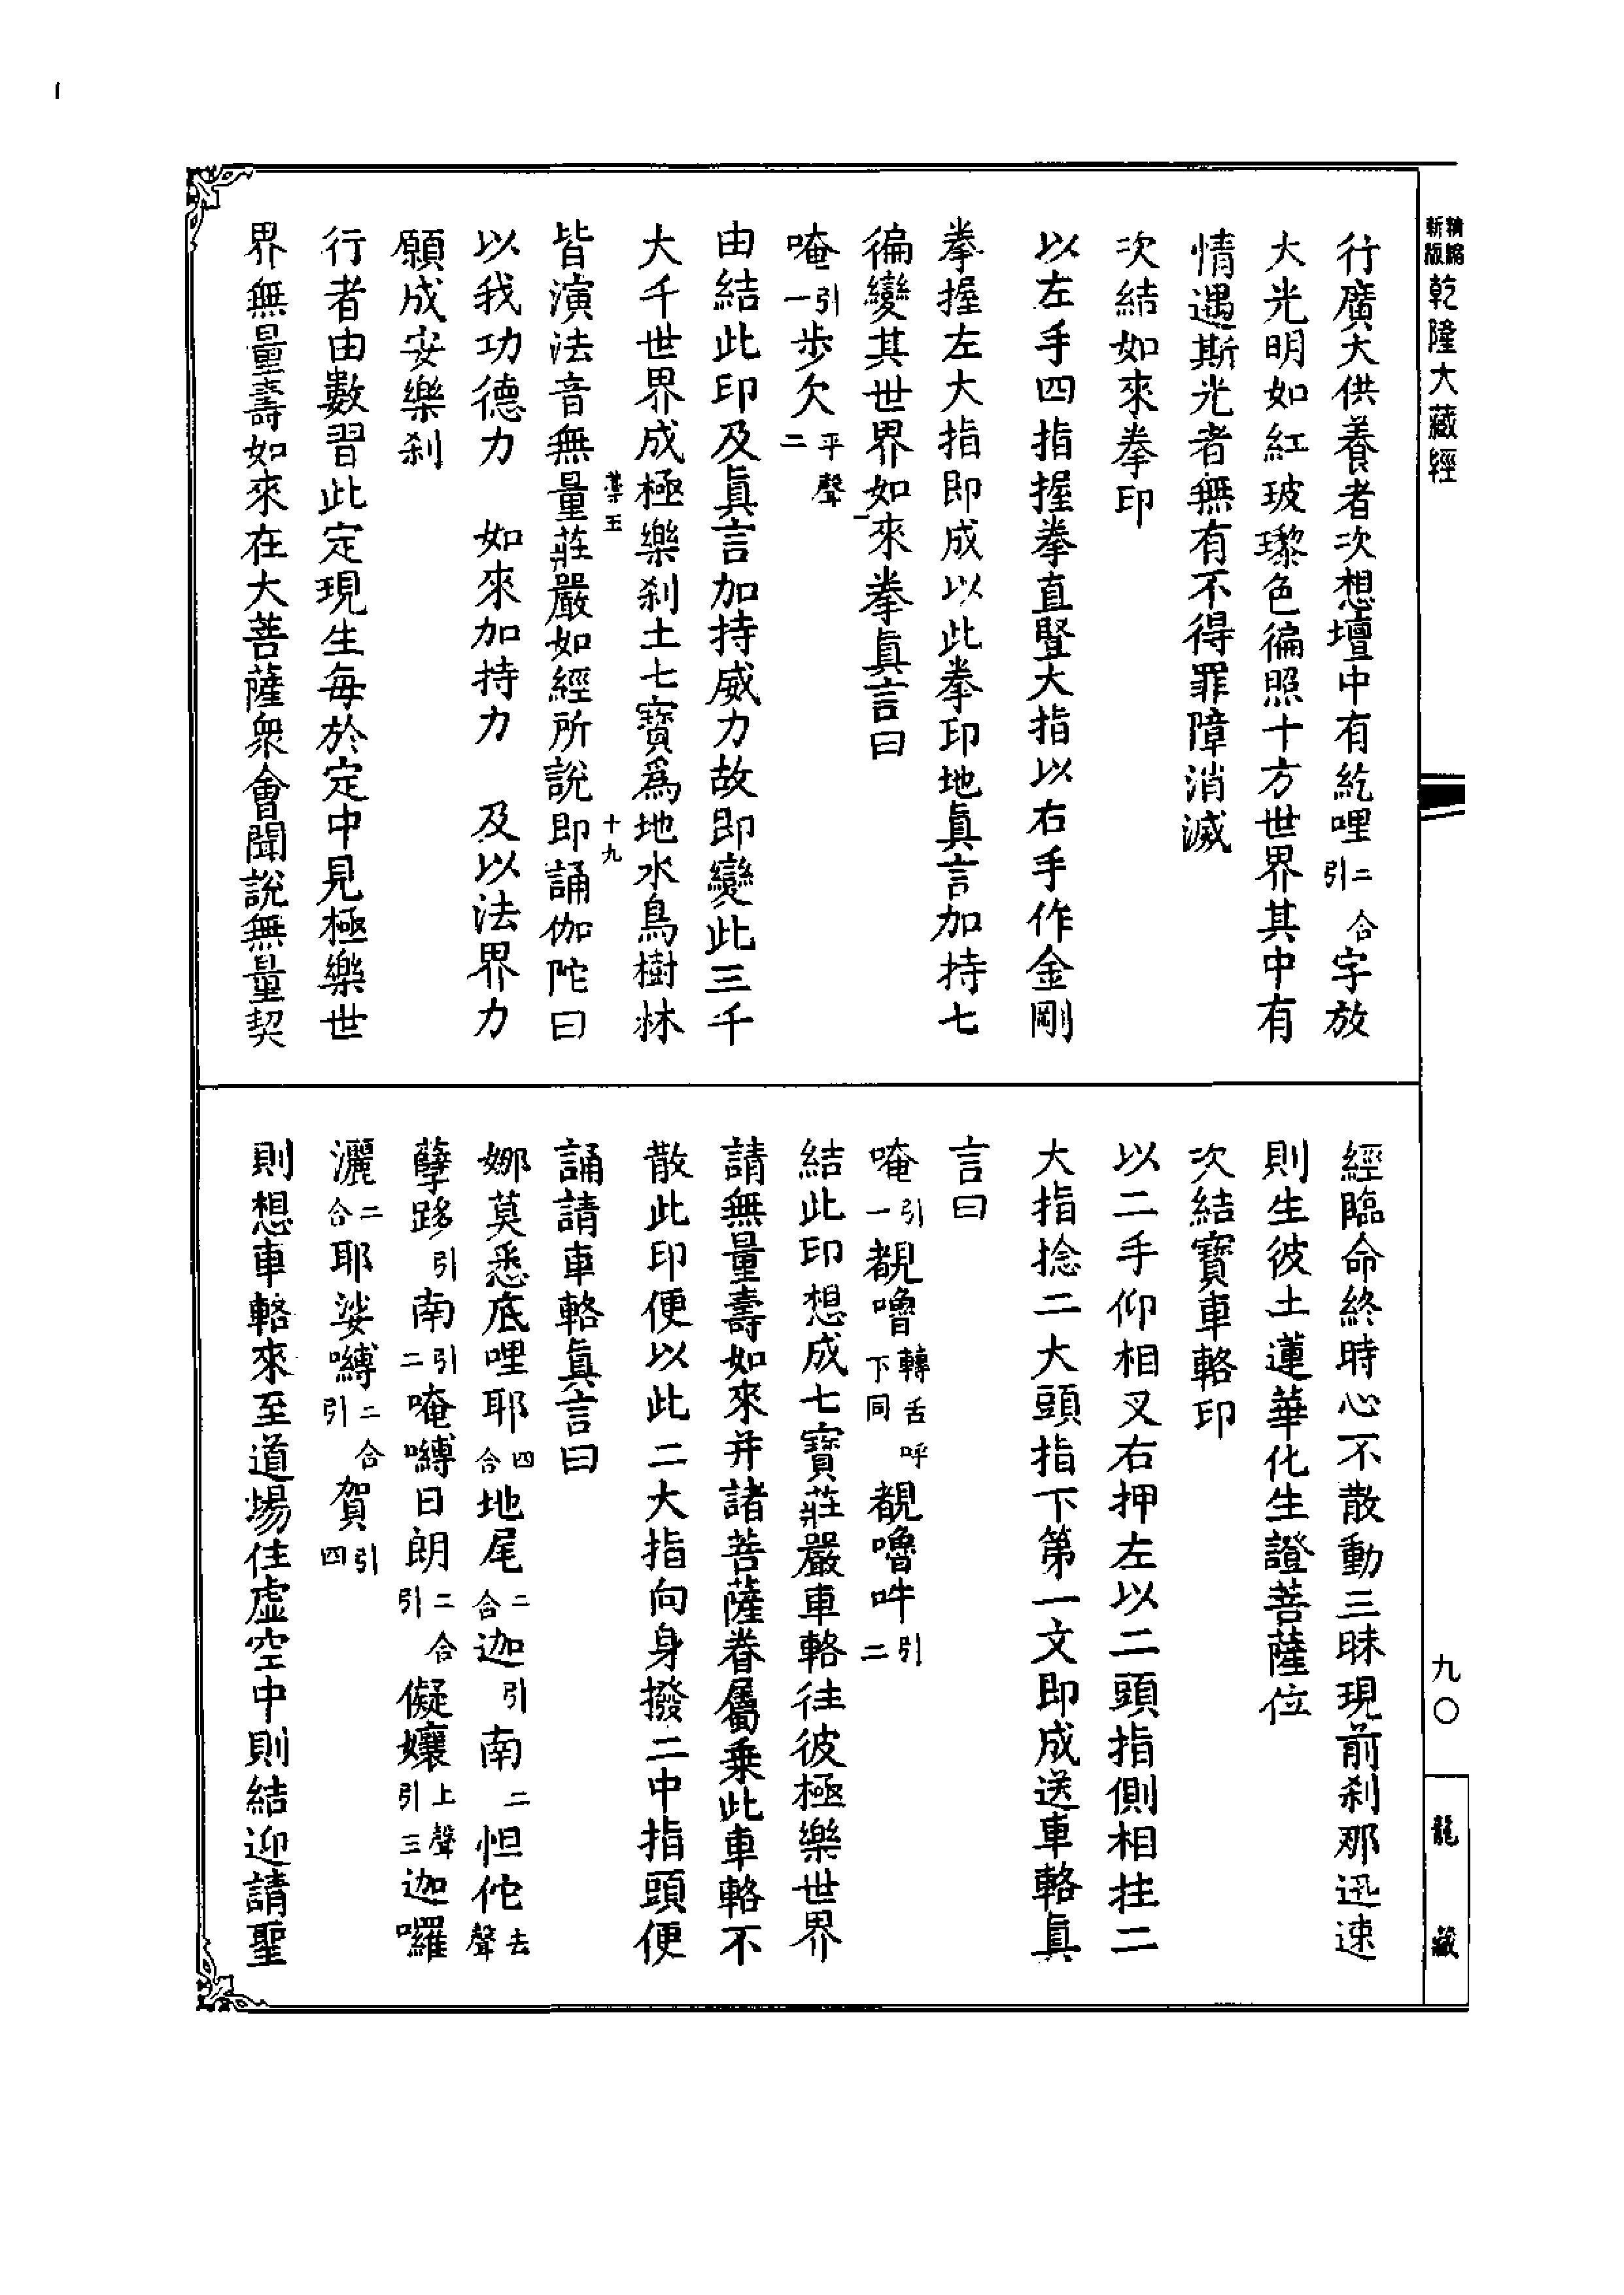 精縮新版乾隆大藏經
九〇
龍藏
行廣大供養者次想壇中有紇哩二合引字放
大光明如紅玻瓈色徧照十方世界其中有
情遇斯光者無有不得罪障消滅
次結如來拳印
以左手四指握拳直豎大指以右手作金剛
拳握左大指即成以此拳印地眞言加持七
徧變其世界如來拳眞言曰
唵引一步欠平聲二
由結此印及眞言加持威力故即變此三千
大千世界成極樂刹土七寶爲地水鳥樹林
五 十九
皆演法音無量莊嚴如經所說即誦伽陀曰
以我功德力 如來加持力 及以法界力
願成安樂刹
行者由數習此定現生每於定中見極樂世
界無量壽如來在大菩薩衆會聞說無量契
經臨命終時心不散動三昧現前刹那迅速
則生彼土蓮華化生證菩薩位
次結寶車輅印
以二手仰相叉右押左以二頭指側相拄二
大指捻二大頭指下第一文即成送車輅眞
言曰
唵引一覩嚕轉舌呼下同覩嚕吽引二
結此印想成七寶莊嚴車輅往彼極樂世界
請無量壽如來并諸菩薩眷屬乗此車輅不
散此印便以此二大指向身撥二中指頭便
誦請車輅眞言曰
娜莫悉底哩耶四合地尾二合迦引南二怛佗去聲
孽跢引南引二唵嚩日朗二合引儗孃上聲引三迦囉
灑二合耶娑嚩二合引賀引四
則想車輅來至道場住虛空中則結迎請聖